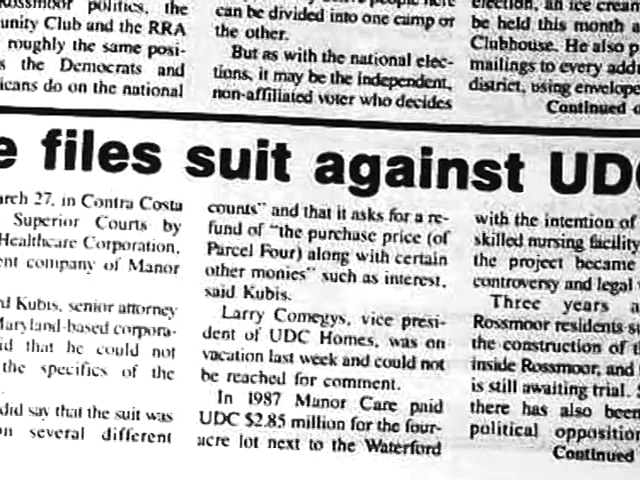 Rossmoor politics, the
unity Club and the RRA
roughly the same posi-
s the Democrats and
icans do on the national
can be divided into one camp or
the other.
But as with the national elec-
tions, it may be the independent,
non-affiliated voter who decides
election, an ice cream
be held this month a
Clubhouse. He also p
mailings to every addr
district, using envelope
Continued o
e files suit against UDC
arch 27, in Contra Costa
Superior Courts by
Healthcare Corporation,
ent company of Manor
d Kubis, senior attorney
Maryland-based corpora-
id that he could not
the specifics of the
did say that the suit was
on several different
counts" and that it asks for a re-
fund of "the purchase price (of
Parcel Four) along with certain
other monies" such as interest,
said Kubis.
Larry Comegys, vice presi-
dent of UDC Homes, was on
vacation last week and could not
be reached for comment.
In 1987 Manor Care paid
UDC $2.85 million for the four-
acre lot next to the Waterford
with the intention of
skilled nursing facility
the project became
controversy and legal
Three years a
Rossmoor residents su
the construction of t
inside Rossmoor, and
is still awaiting trial.
there has also been
political opposition
Continued